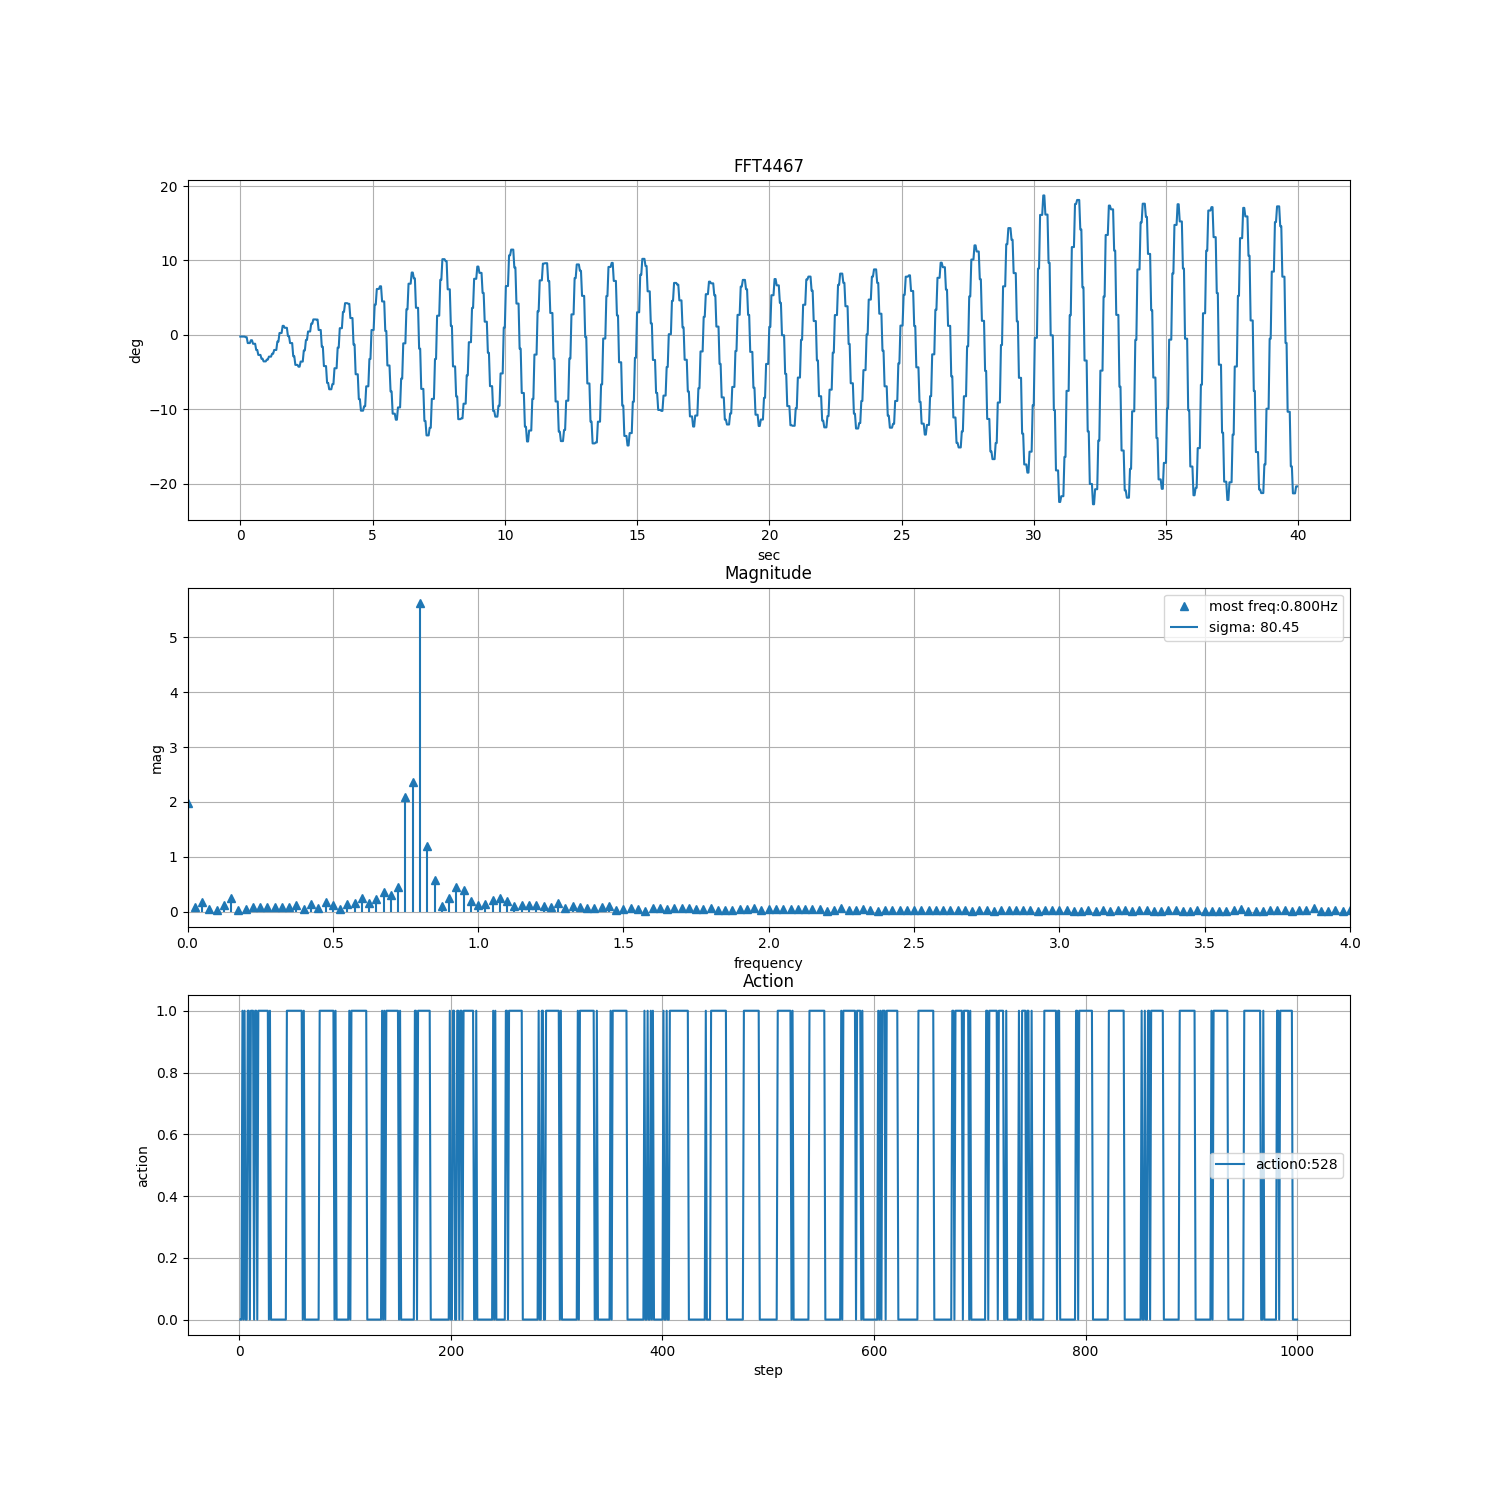 FFT4467
20
10
0
−10
−20
deg
0 5 10 15 20 25 30 35 40
sec
Magnitude
most freq:0.800Hz
sigma: 80.45
5
4
3
2
1
0
mag
0.0 0.5 1.0 1.5 2.0 2.5 3.0 3.5 4.0
frequency
Action
1.0
0.8
0.6
0.4
0.2
0.0
action
action0:528
0 200 400 600 800 1000
step